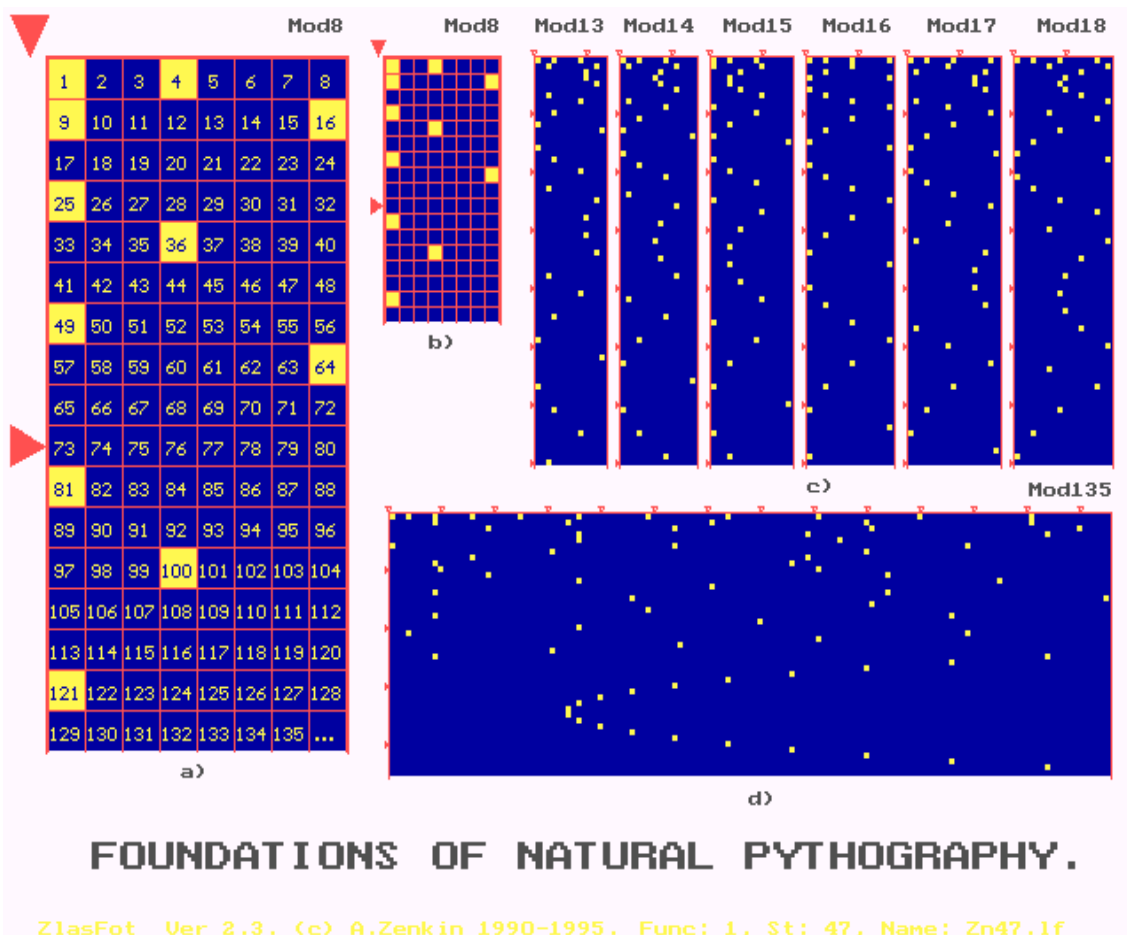 Mod8
1 2 3 4 5 6 7 8
9 10 11 12 13 14 15 16
17 18 19 20 21 22 23 24
25 26 27 28 29 30 31 32
33 34 35 36 37 38 39 40
41 42 43 44 45 46 47 48
49 50 51 52 53 54 55 56
57 58 59 60 61 62 63 64
65 66 67 68 69 70 71 72
73 74 75 76 77 78 79 80
81 82 83 84 85 86 87 88
89 90 91 92 93 94 95 96
97 98 99 100 101 102 103 104
105 106 107 108 109 110 111 112
113 114 115 116 117 118 119 120
121 122 123 124 125 126 127 128
129 130 131 132 133 134 135 ...
a)
Mod8
b)
Mod13 Mod14 Mod15 Mod16 Mod17 Mod18
c)
Mod135
d)
FOUNDATIONS OF NATURAL PYTHOGRAPHY.
ZlasFot Ver 2.3. (c) A.Zenkin 1990-1995. Func: 1. St: 47. Name: Zn47.lf